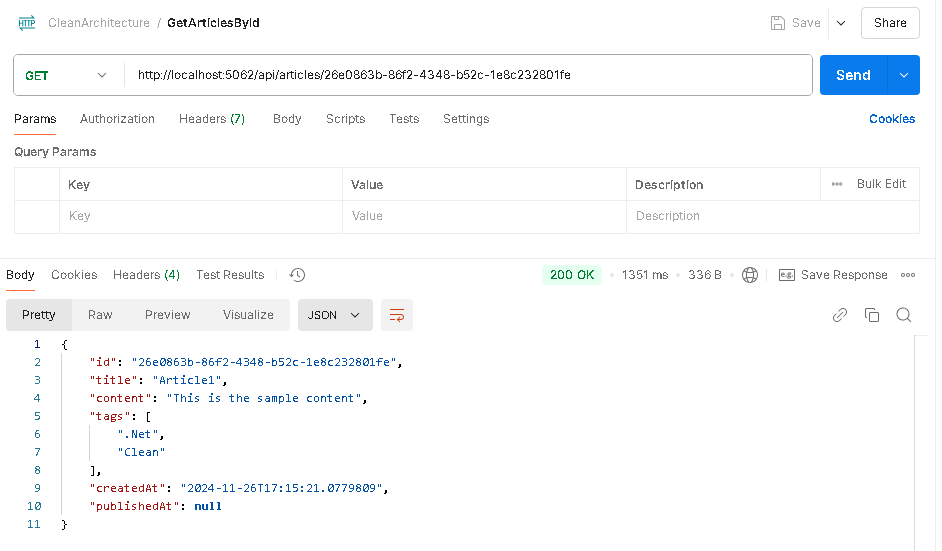 HTTP CleanArchitecture / GetArticlesById Save Share
GET http://localhost:5062/api/articles/26e0863b-86f2-4348-b52c-1e8c232801fe Send
Params Authorization Headers (7) Body Scripts Tests Settings Cookies
Query Params
Key Value Description ••• Bulk Edit
Key Value Description
Body Cookies Headers (4) Test Results 200 OK • 1351 ms • 336 B • e.g. Save Response •••
Pretty Raw Preview Visualize JSON
1 {
2 "id": "26e0863b-86f2-4348-b52c-1e8c232801fe",
3 "title": "Article1",
4 "content": "This is the sample content",
5 "tags": [
6 ".Net",
7 "Clean"
8 ],
9 "createdAt": "2024-11-26T17:15:21.0779809",
10 "publishedAt": null
11 }